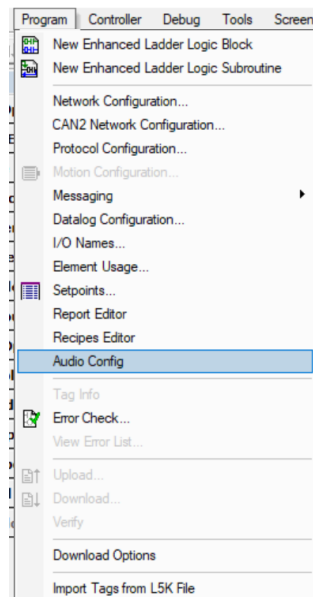 Program Controller Debug Tools Screen
New Enhanced Ladder Logic Block
New Enhanced Ladder Logic Subroutine
Network Configuration...
CAN2 Network Configuration...
Protocol Configuration...
Motion Configuration...
Messaging
Datalog Configuration...
I/O Names...
Element Usage...
Setpoints...
Report Editor
Recipes Editor
Audio Config
Tag Info
Error Check...
View Error List...
Upload...
Download...
Verify
Download Options
Import Tags from L5K File